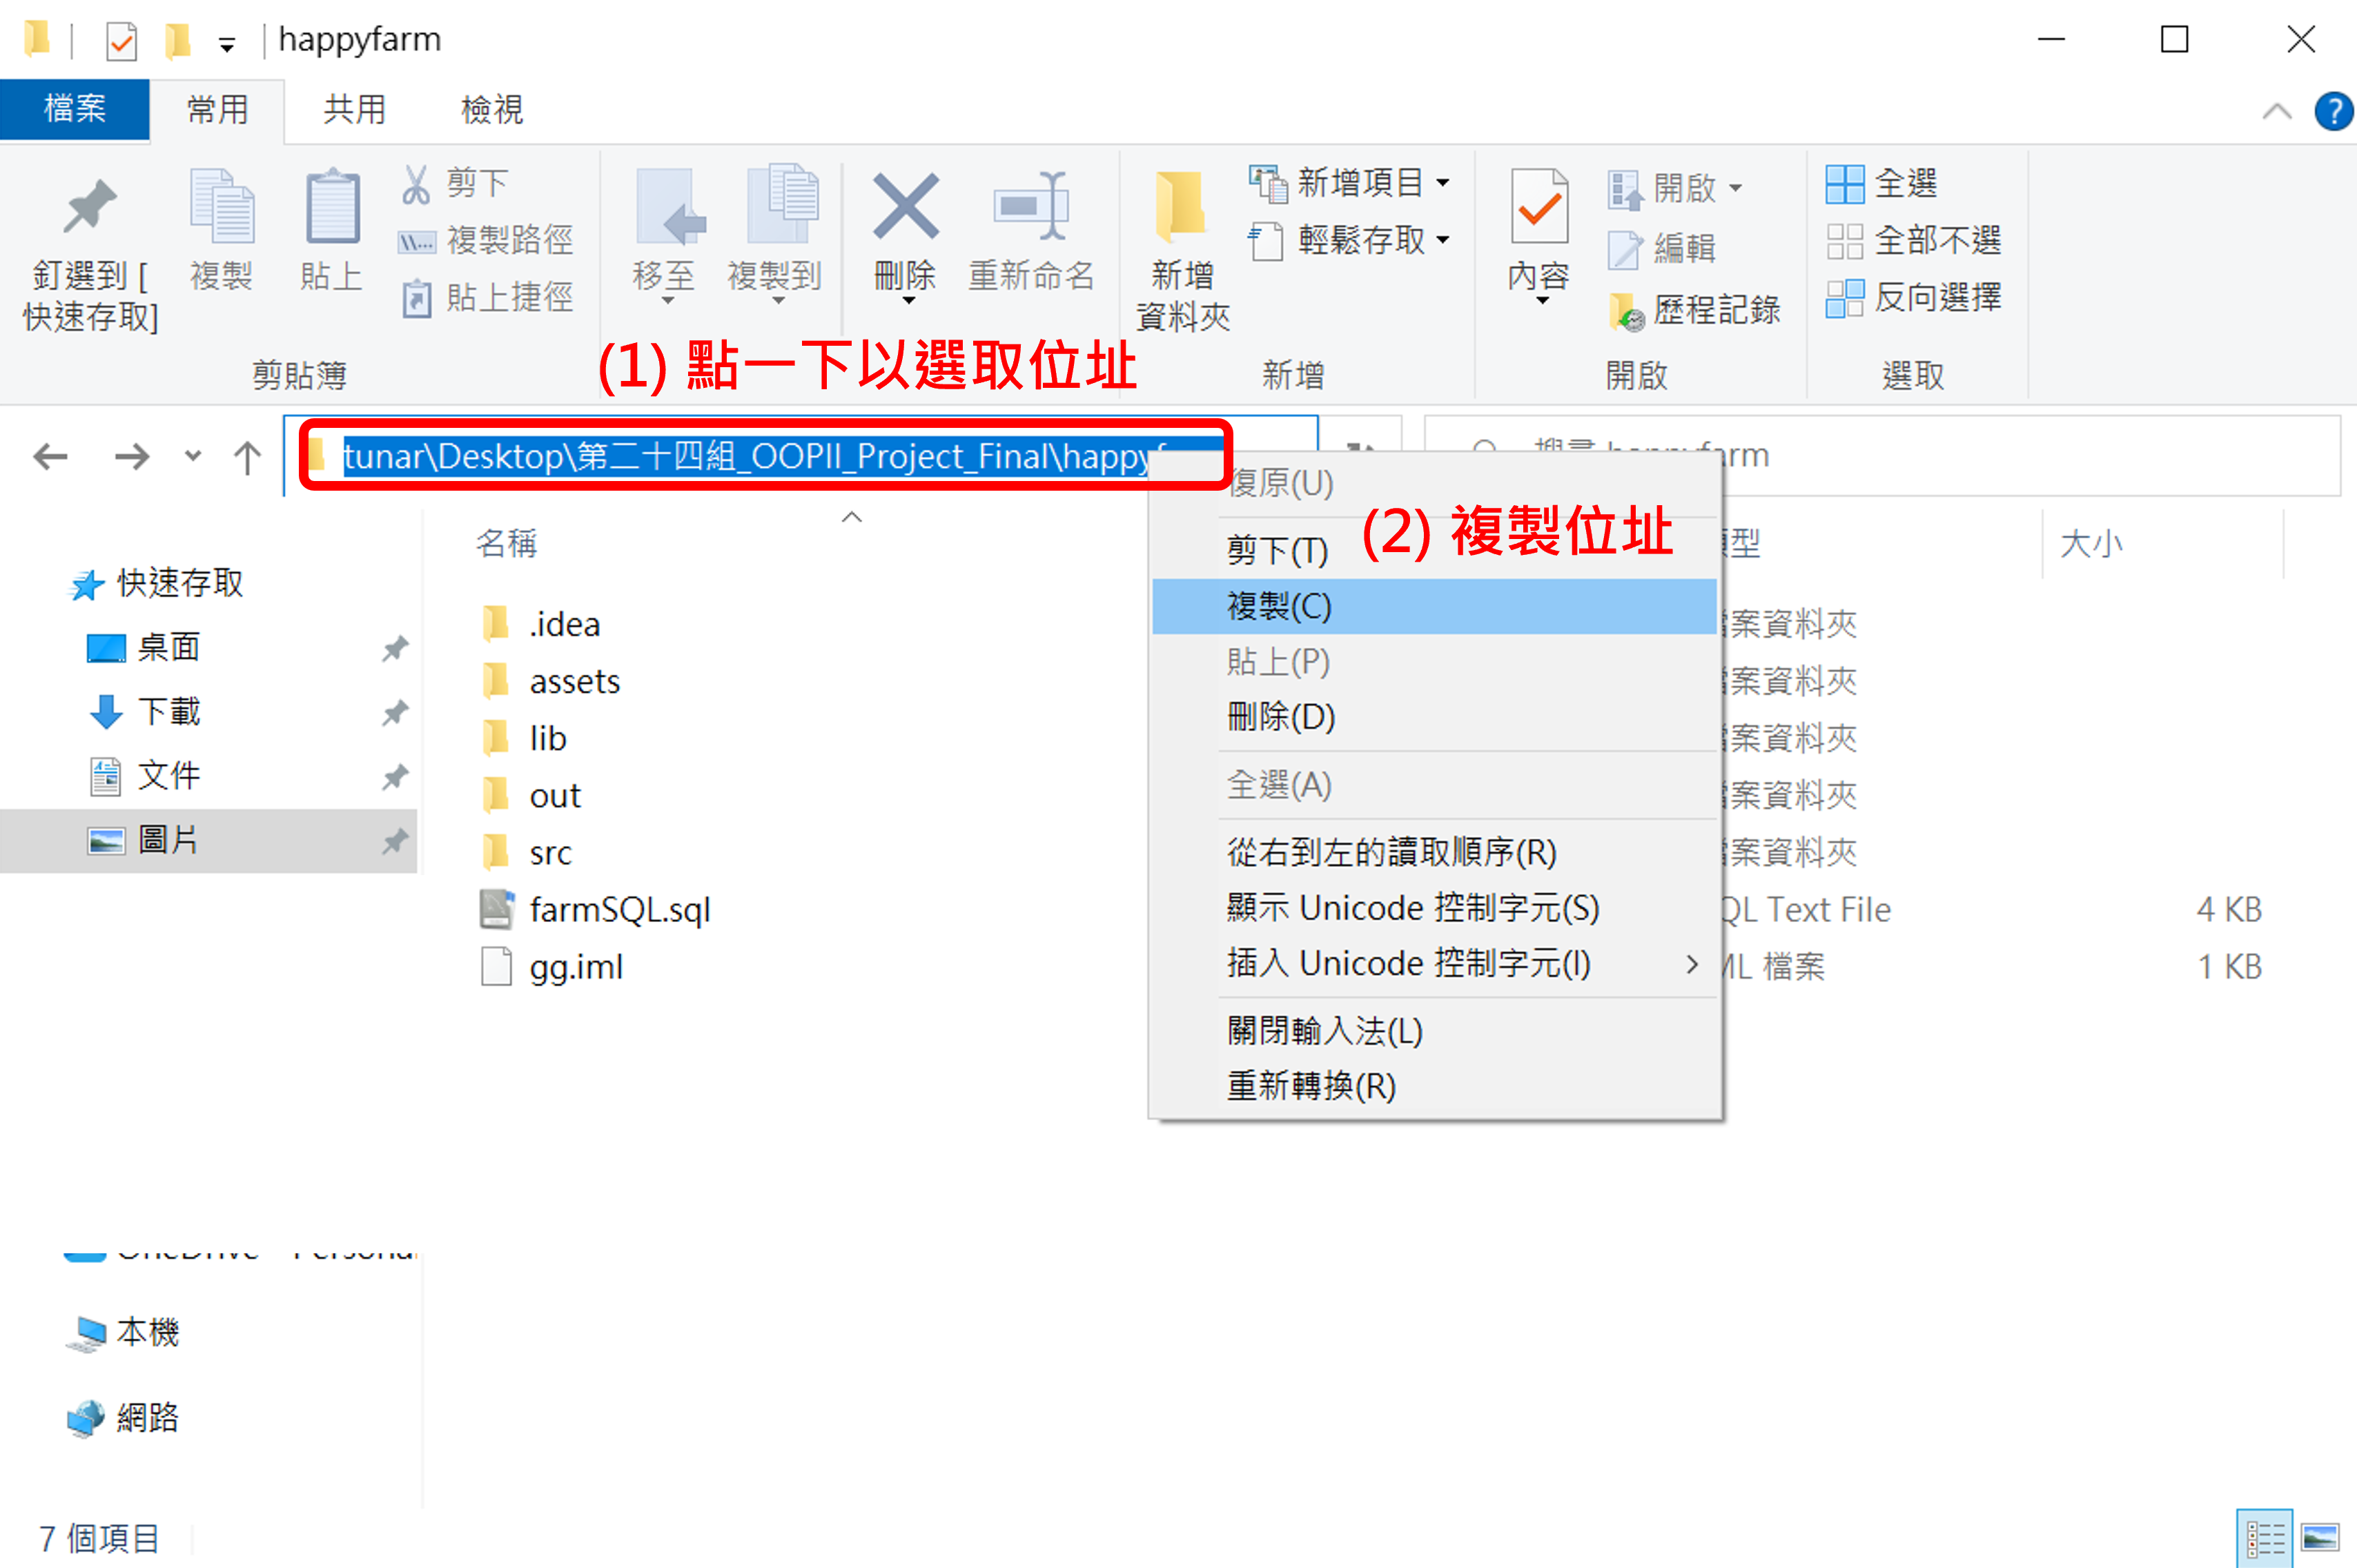 happyfarm
檔案 常用 共用 檢視
釘選到 [
快速存取]
複製
貼上
剪下
複製路徑
貼上捷徑
剪貼簿
移至
複製到
刪除
重新命名
新增
資料夾
新增項目
輕鬆存取
新增
內容
開啟
編輯
歷程記錄
開啟
全選
全部不選
反向選擇
選取
(1) 點一下以選取位址
tunar\Desktop\第二十四組_OOPII_Project_Final\happyf
搜尋 happyfarm
(2) 複製位址
復原(U)
剪下(T)
複製(C)
貼上(P)
刪除(D)
全選(A)
從右到左的讀取順序(R)
顯示 Unicode 控制字元(S)
插入 Unicode 控制字元(I)
關閉輸入法(L)
重新轉換(R)
快速存取
桌面
下載
文件
圖片
OneDrive - Personal
本機
網路
名稱 型 大小
.idea 案資料夾
assets 案資料夾
lib 案資料夾
out 案資料夾
src 案資料夾
farmSQL.sql QL Text File 4 KB
gg.iml ML 檔案 1 KB
7 個項目